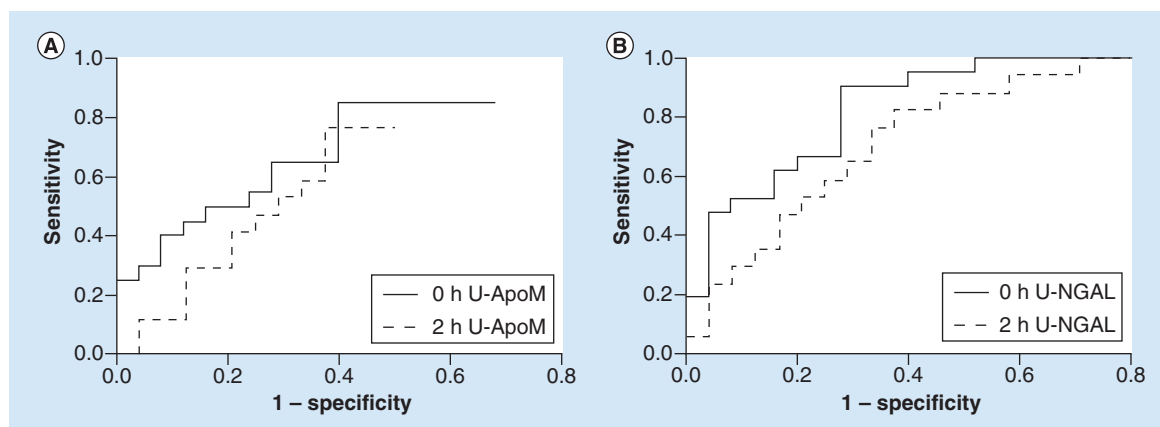 A
1.0
0.8
0.6
0.4
0.2
0.0
Sensitivity
0.0 0.2 0.4 0.6 0.8
1 – specificity
0 h U-ApoM
2 h U-ApoM
B
1.0
0.8
0.6
0.4
0.2
0.0
Sensitivity
0.0 0.2 0.4 0.6 0.8
1 – specificity
0 h U-NGAL
2 h U-NGAL